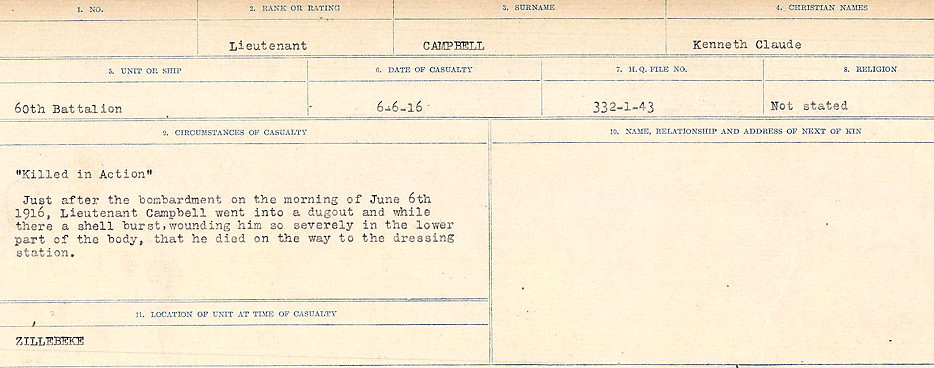 1. NO.
2. RANK OR RATING
3. SURNAME
4. CHRISTIAN NAMES
Lieutenant
CAMPBELL
Kenneth Claude
5. UNIT OR SHIP
6. DATE OF CASUALTY
7. H.Q. FILE NO.
8. RELIGION
60th Battalion
6-6-16
332-1-43
Not stated
9. CIRCUMSTANCES OF CASUALTY
10. NAME, RELATIONSHIP AND ADDRESS OF NEXT OF KIN
"Killed in Action"
Just after the bombardment on the morning of June 6th
1916, Lieutenant Campbell went into a dugout and while
there a shell burst, wounding him so severely in the lower
part of the body, that he died on the way to the dressing
station.
11. LOCATION OF UNIT AT TIME OF CASUALTY
ZILLEBEKE